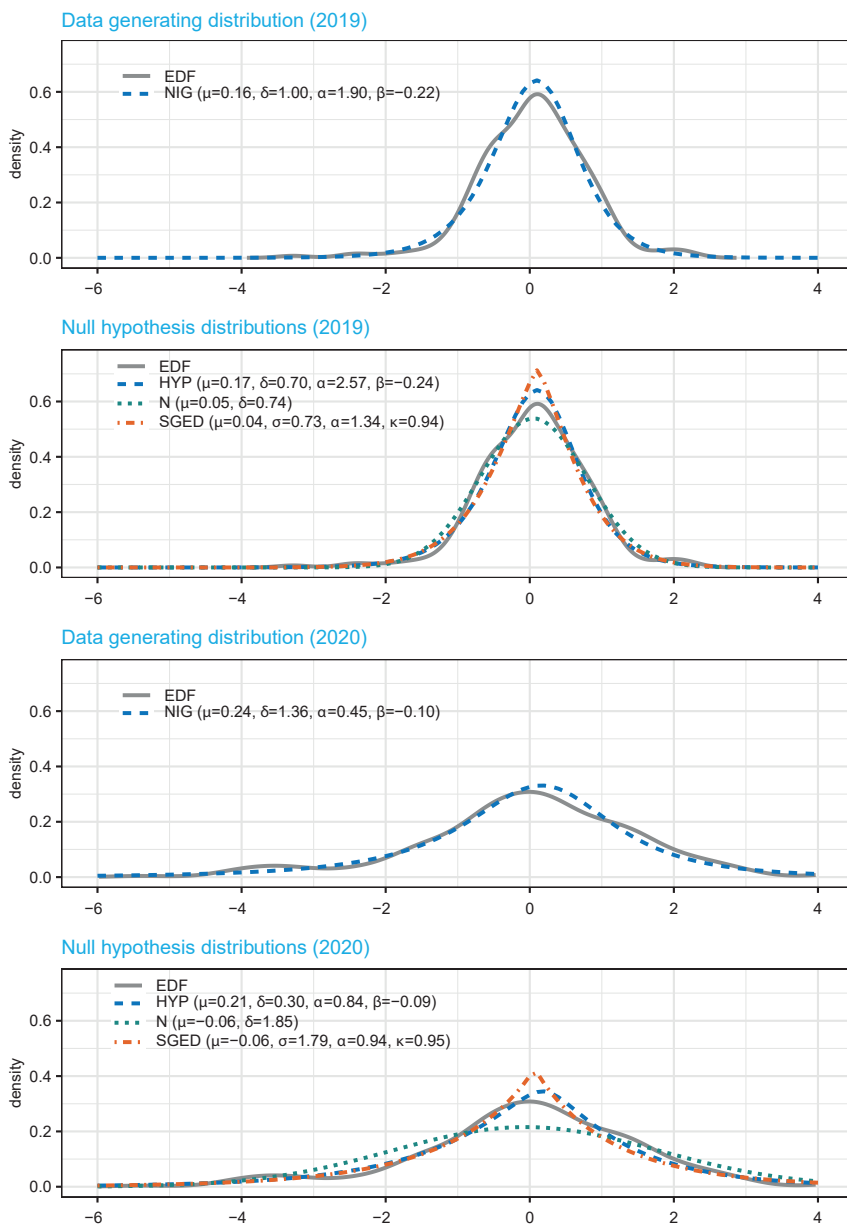 Data generating distribution (2019)
EDF
NIG (μ=0.16, δ=1.00, α=1.90, β=−0.22)
density
0.6
0.4
0.2
0.0
−6 −4 −2 0 2 4
Null hypothesis distributions (2019)
EDF
HYP (μ=0.17, δ=0.70, α=2.57, β=−0.24)
N (μ=0.05, δ=0.74)
SGED (μ=0.04, σ=0.73, α=1.34, κ=0.94)
density
0.6
0.4
0.2
0.0
−6 −4 −2 0 2 4
Data generating distribution (2020)
EDF
NIG (μ=0.24, δ=1.36, α=0.45, β=−0.10)
density
0.6
0.4
0.2
0.0
−6 −4 −2 0 2 4
Null hypothesis distributions (2020)
EDF
HYP (μ=0.21, δ=0.30, α=0.84, β=−0.09)
N (μ=−0.06, δ=1.85)
SGED (μ=−0.06, σ=1.79, α=0.94, κ=0.95)
density
0.6
0.4
0.2
0.0
−6 −4 −2 0 2 4